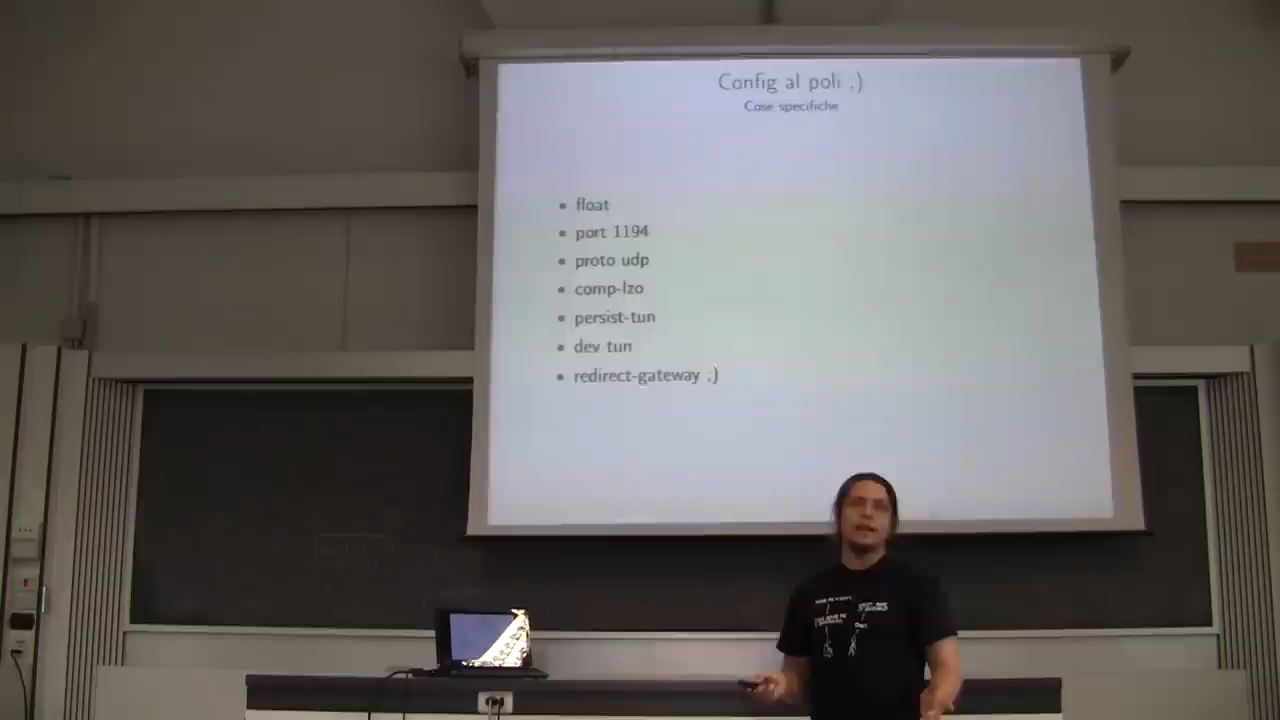 Config al poli :)
Cose specifiche
float
port 1194
proto udp
comp-lzo
persist-tun
dev tun
redirect-gateway :)